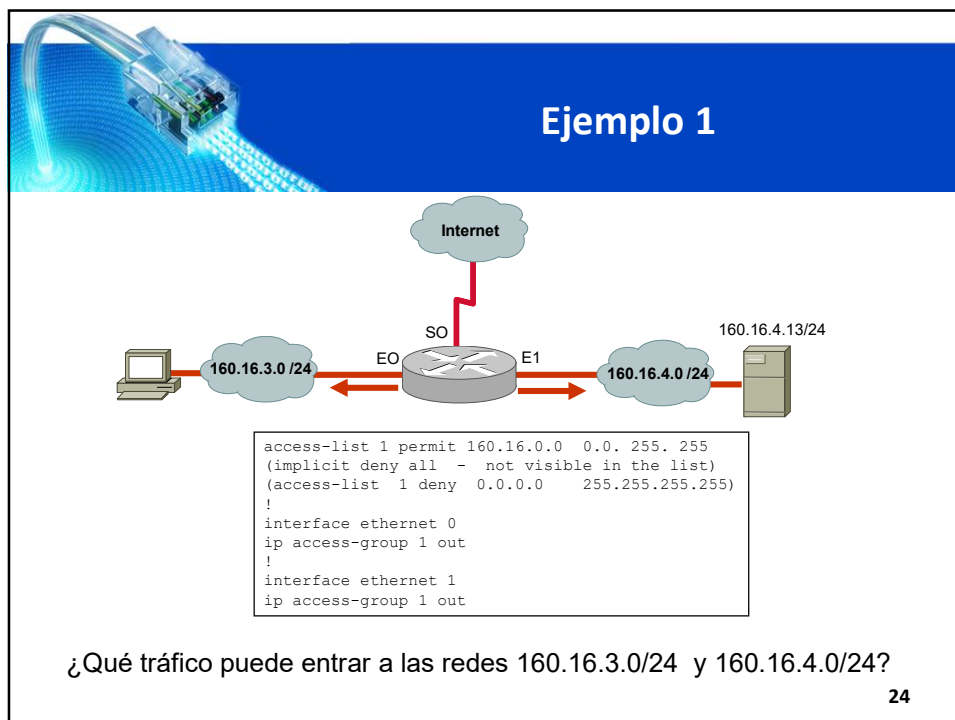 Ejemplo 1
Internet
SO
160.16.4.13/24
EO
E1
160.16.3.0 /24
160.16.4.0 /24
access-list 1 permit 160.16.0.0  0.0. 255. 255
(implicit deny all  -  not visible in the list)
(access-list  1 deny  0.0.0.0    255.255.255.255)
!
interface ethernet 0
ip access-group 1 out
!
interface ethernet 1
ip access-group 1 out
¿Qué tráfico puede entrar a las redes 160.16.3.0/24  y 160.16.4.0/24?
24